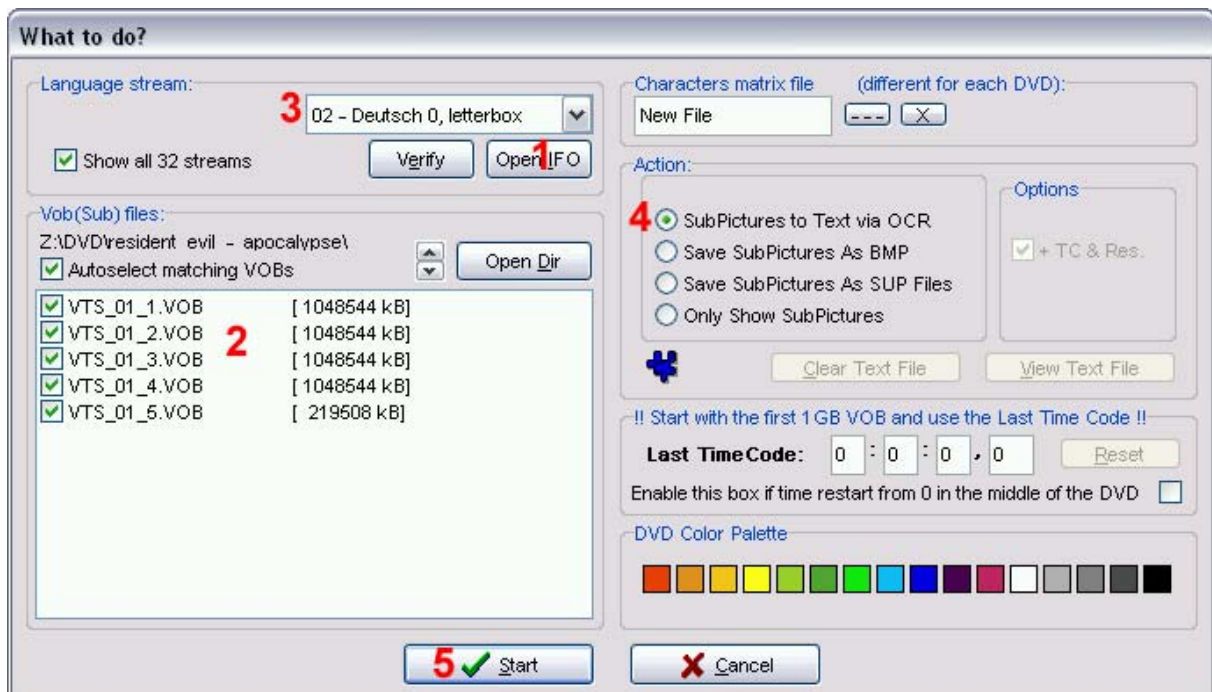 What to do?
Language stream:
3 02 - Deutsch 0, letterbox
Show all 32 streams
Verify
Open IFO
1
Vob(Sub) files:
Z:\DVD\resident evil - apocalypse\
Autoselect matching VOBs
Open Dir
VTS_01_1.VOB [ 1048544 kB]
VTS_01_2.VOB [ 1048544 kB]
2
VTS_01_3.VOB [ 1048544 kB]
VTS_01_4.VOB [ 1048544 kB]
VTS_01_5.VOB [ 219508 kB]
Characters matrix file (different for each DVD):
New File
--- X
Action:
4 SubPictures to Text via OCR
Save SubPictures As BMP
Save SubPictures As SUP Files
Only Show SubPictures
Options
+ TC & Res.
Clear Text File
View Text File
!! Start with the first 1GB VOB and use the Last Time Code !!
Last TimeCode: 0 : 0 : 0 , 0 Reset
Enable this box if time restart from 0 in the middle of the DVD
DVD Color Palette
5 Start
Cancel